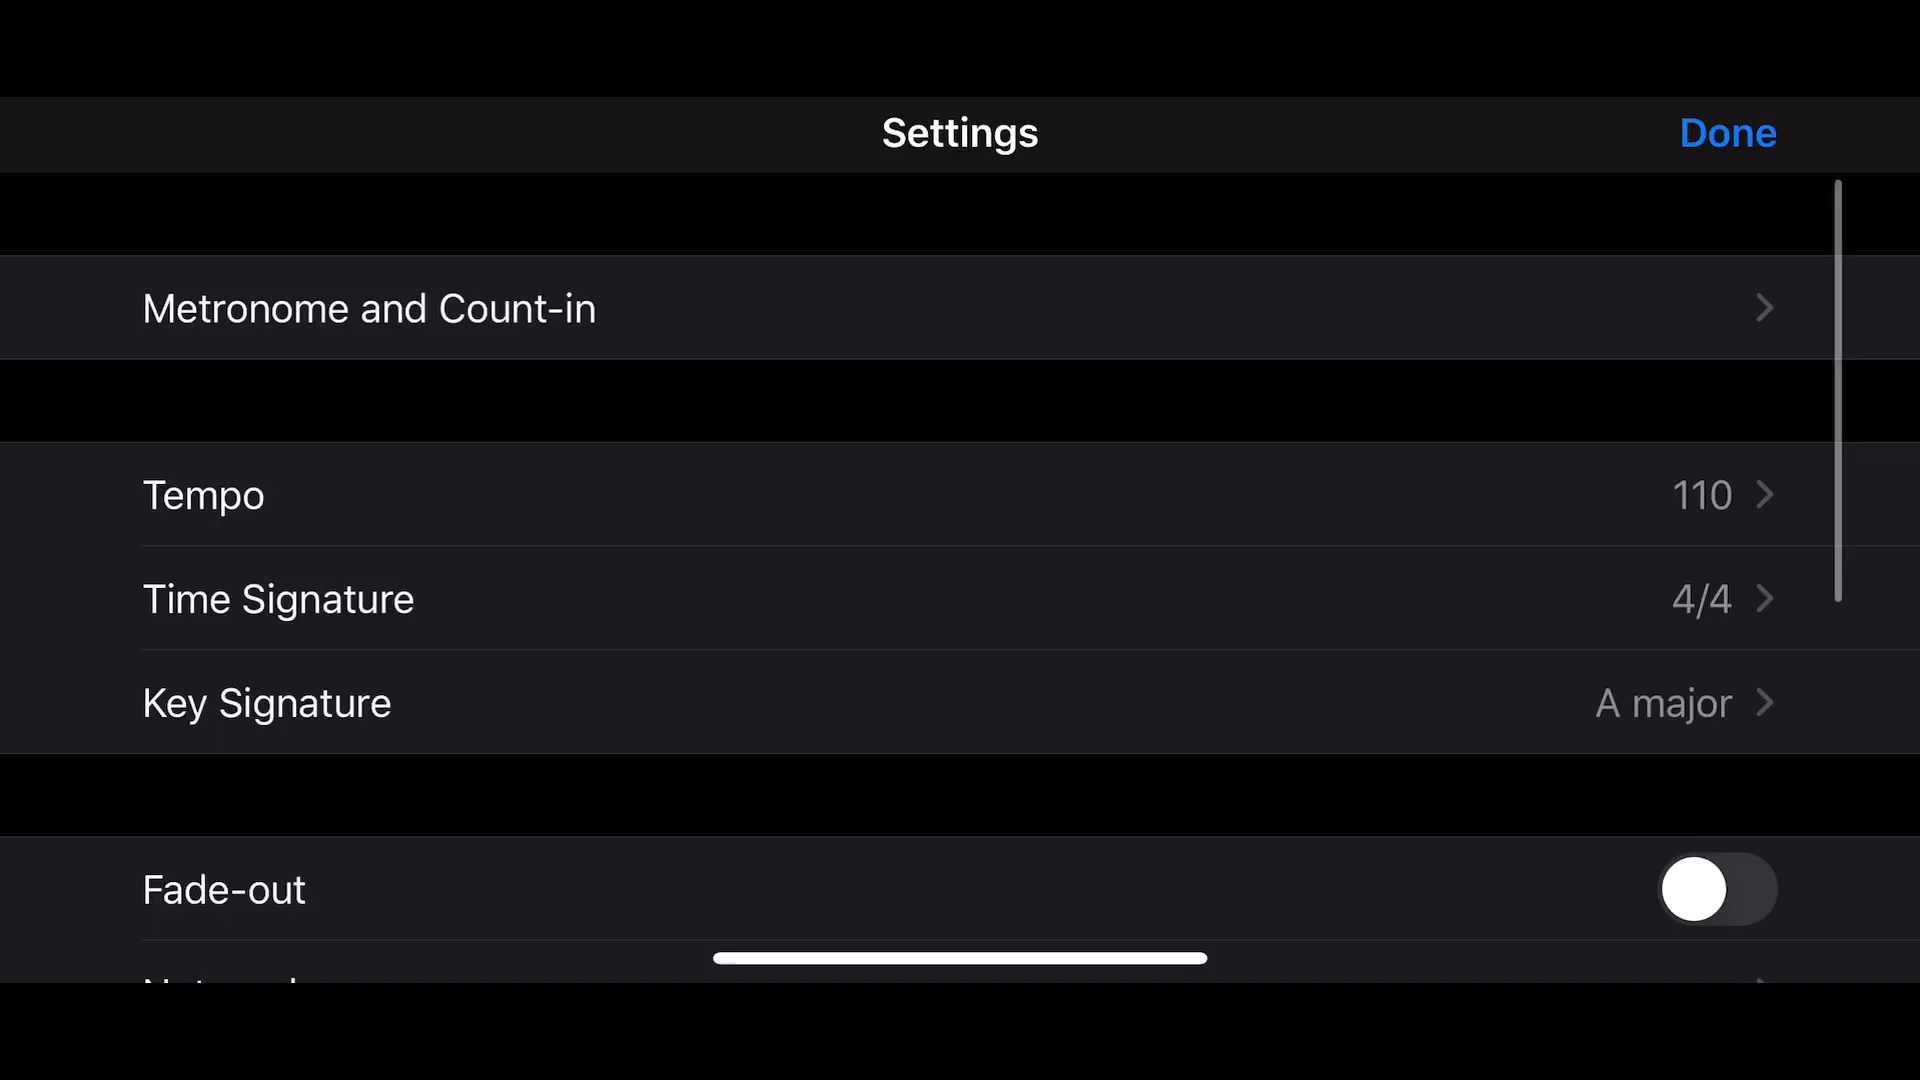 Settings
Done
Metronome and Count-in
Tempo
110
Time Signature
4/4
Key Signature
A major
Fade-out